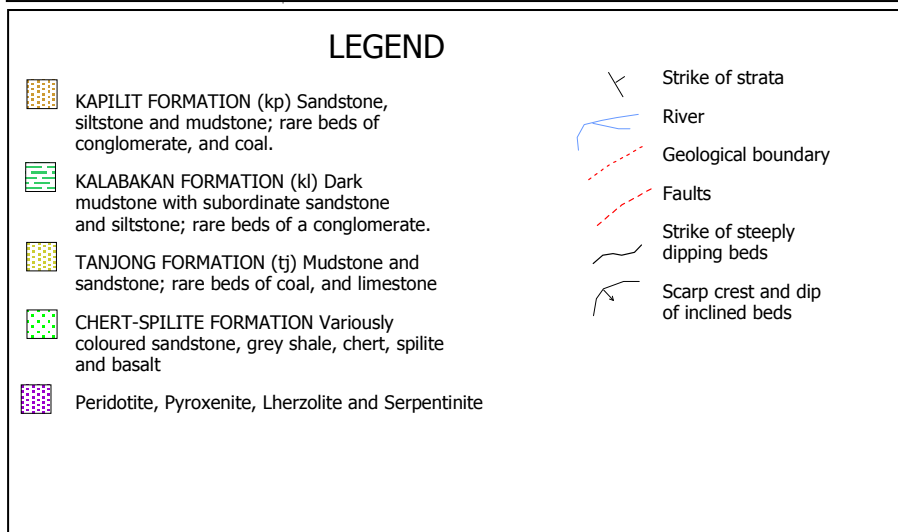 LEGEND
KAPILIT FORMATION (kp) Sandstone,
siltstone and mudstone; rare beds of
conglomerate, and coal.
KALABAKAN FORMATION (kl) Dark
mudstone with subordinate sandstone
and siltstone; rare beds of a conglomerate.
TANJONG FORMATION (tj) Mudstone and
sandstone; rare beds of coal, and limestone
CHERT-SPILITE FORMATION Variously
coloured sandstone, grey shale, chert, spilite
and basalt
Peridotite, Pyroxenite, Lherzolite and Serpentinite
Strike of strata
River
Geological boundary
Faults
Strike of steeply
dipping beds
Scarp crest and dip
of inclined beds